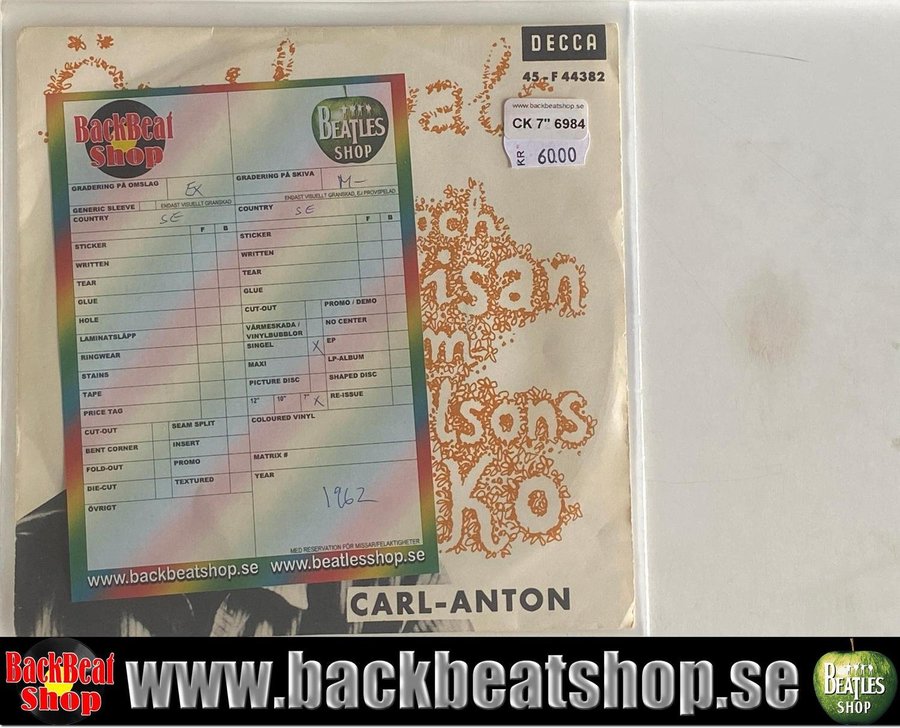 DECCA
45-F 44382
www.backbeatshop.se
CK 7" 6984
KR 60.00
och
isan
Ko
CARL-ANTON
BackBeat
Shop
BEATLES
SHOP
GRADERING PÅ OMSLAG EX
GRADERING PÅ SKIVA M-
ENDAST VISUELLT GRANSKAD
ENDAST VISUELLT GRANSKAD, EJ PROVSPELAD
GENERIC SLEEVE
COUNTRY SE
F B
STICKER
WRITTEN
TEAR
GLUE
HOLE
LAMINATSLÄPP
RINGWEAR
STAINS
TAPE
PRICE TAG
CUT-OUT
SEAM SPLIT
BENT CORNER
INSERT
FOLD-OUT
PROMO
DIE-CUT
TEXTURED
ÖVRIGT
COUNTRY SE
F B
STICKER
WRITTEN
TEAR
GLUE
CUT-OUT
PROMO / DEMO
VÄRMESKADA /
VINYLBUBBLOR
NO CENTER
SINGEL X
EP
MAXI
LP-ALBUM
PICTURE DISC
SHAPED DISC
12" 10" 7" X
RE-ISSUE
COLOURED VINYL
MATRIX #
YEAR
1962
MED RESERVATION FÖR MISSAR/FELAKTIGHETER
www.backbeatshop.se www.beatlesshop.se
BackBeat
Shop
www.backbeatshop.se
BEATLES
SHOP